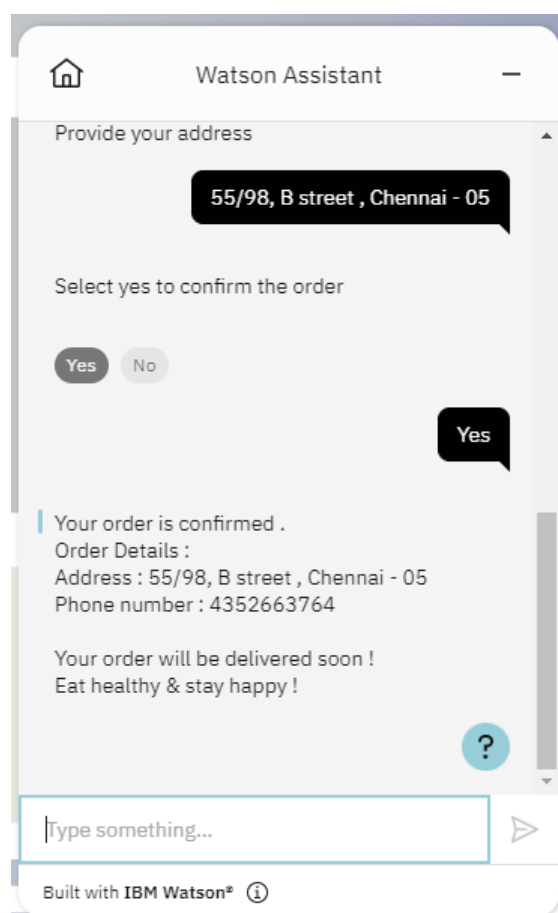 Watson Assistant
Provide your address
55/98, B street , Chennai - 05
Select yes to confirm the order
Yes No
Yes
Your order is confirmed .
Order Details :
Address : 55/98, B street , Chennai - 05
Phone number : 4352663764
Your order will be delivered soon !
Eat healthy & stay happy !
?
Type something...
Built with IBM Watson®